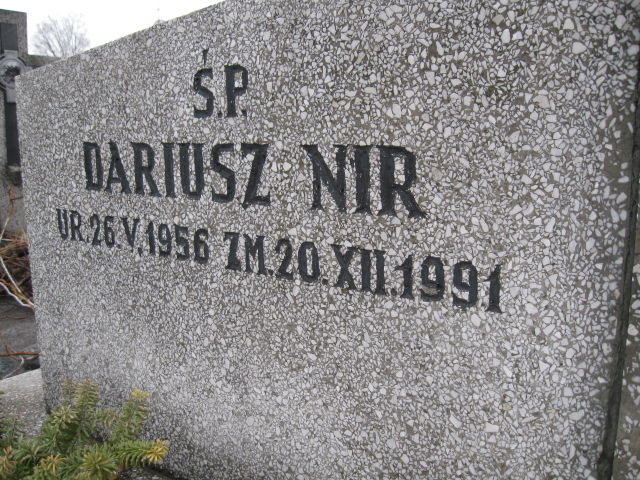 Ś.P.
DARIUSZ NIR
UR.26.V.1956 ZM.20.XII.1991